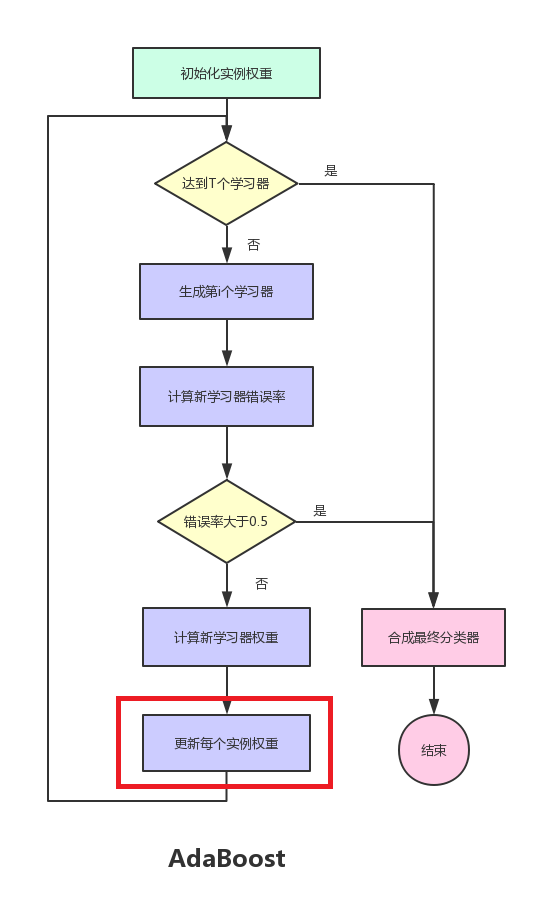 初始化实例权重
达到T个学习器
是
否
生成第i个学习器
计算新学习器错误率
错误率大于0.5
是
否
计算新学习器权重
合成最终分类器
更新每个实例权重
结束
AdaBoost